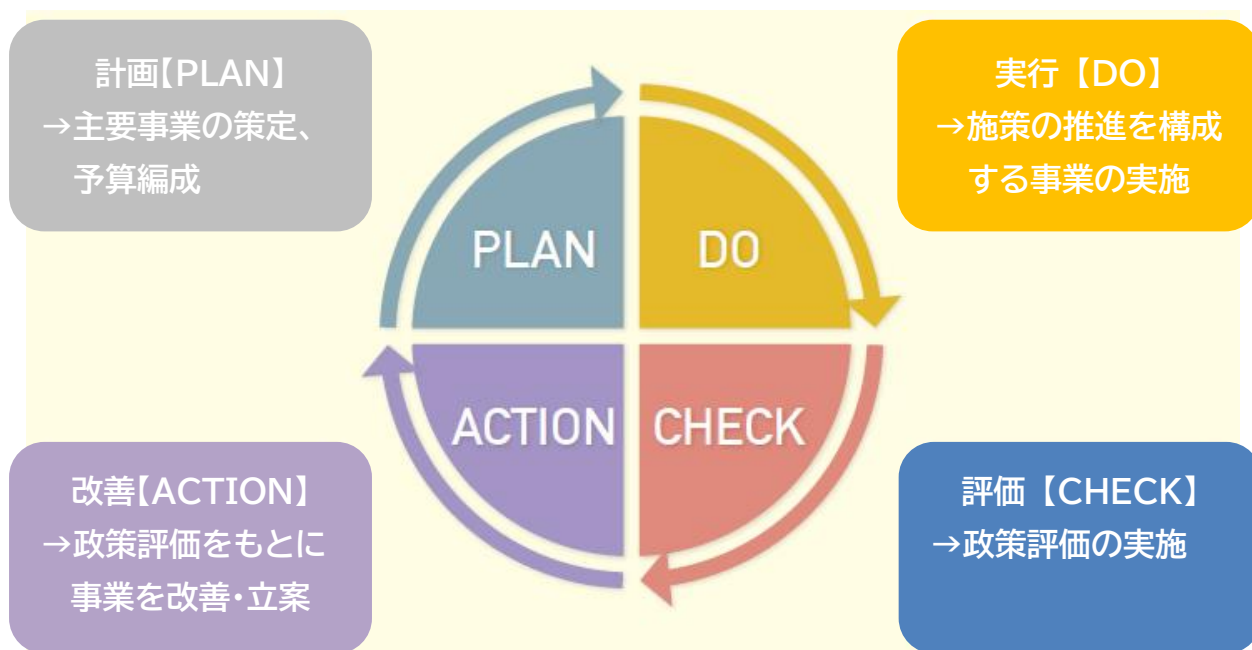 計画【PLAN】
→主要事業の策定、
予算編成
実行【DO】
→施策の推進を構成
する事業の実施
PLAN
DO
ACTION
CHECK
改善【ACTION】
→政策評価をもとに
事業を改善・立案
評価【CHECK】
→政策評価の実施